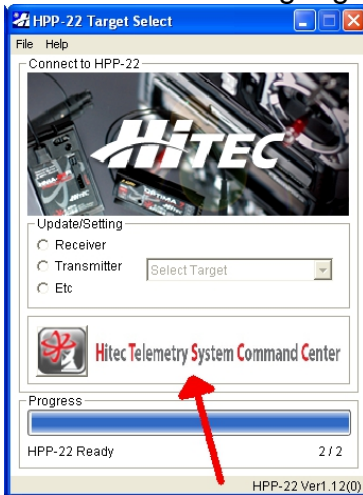 HPP-22 Target Select
File Help
Connect to HPP-22
HiTEC
Update/Setting
Receiver
Transmitter
Select Target
Etc
Hitec Telemetry System Command Center
Progress
HPP-22 Ready 2 / 2
HPP-22 Ver1.12(0)